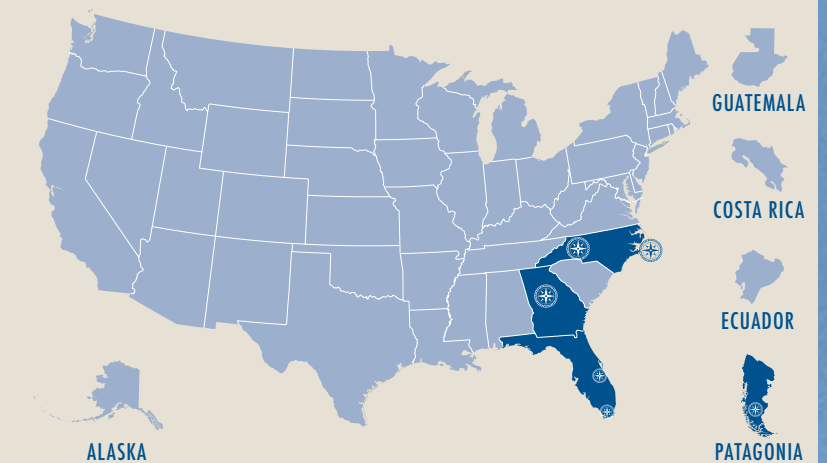 GUATEMALA
COSTA RICA
ECUADOR
ALASKA
PATAGONIA